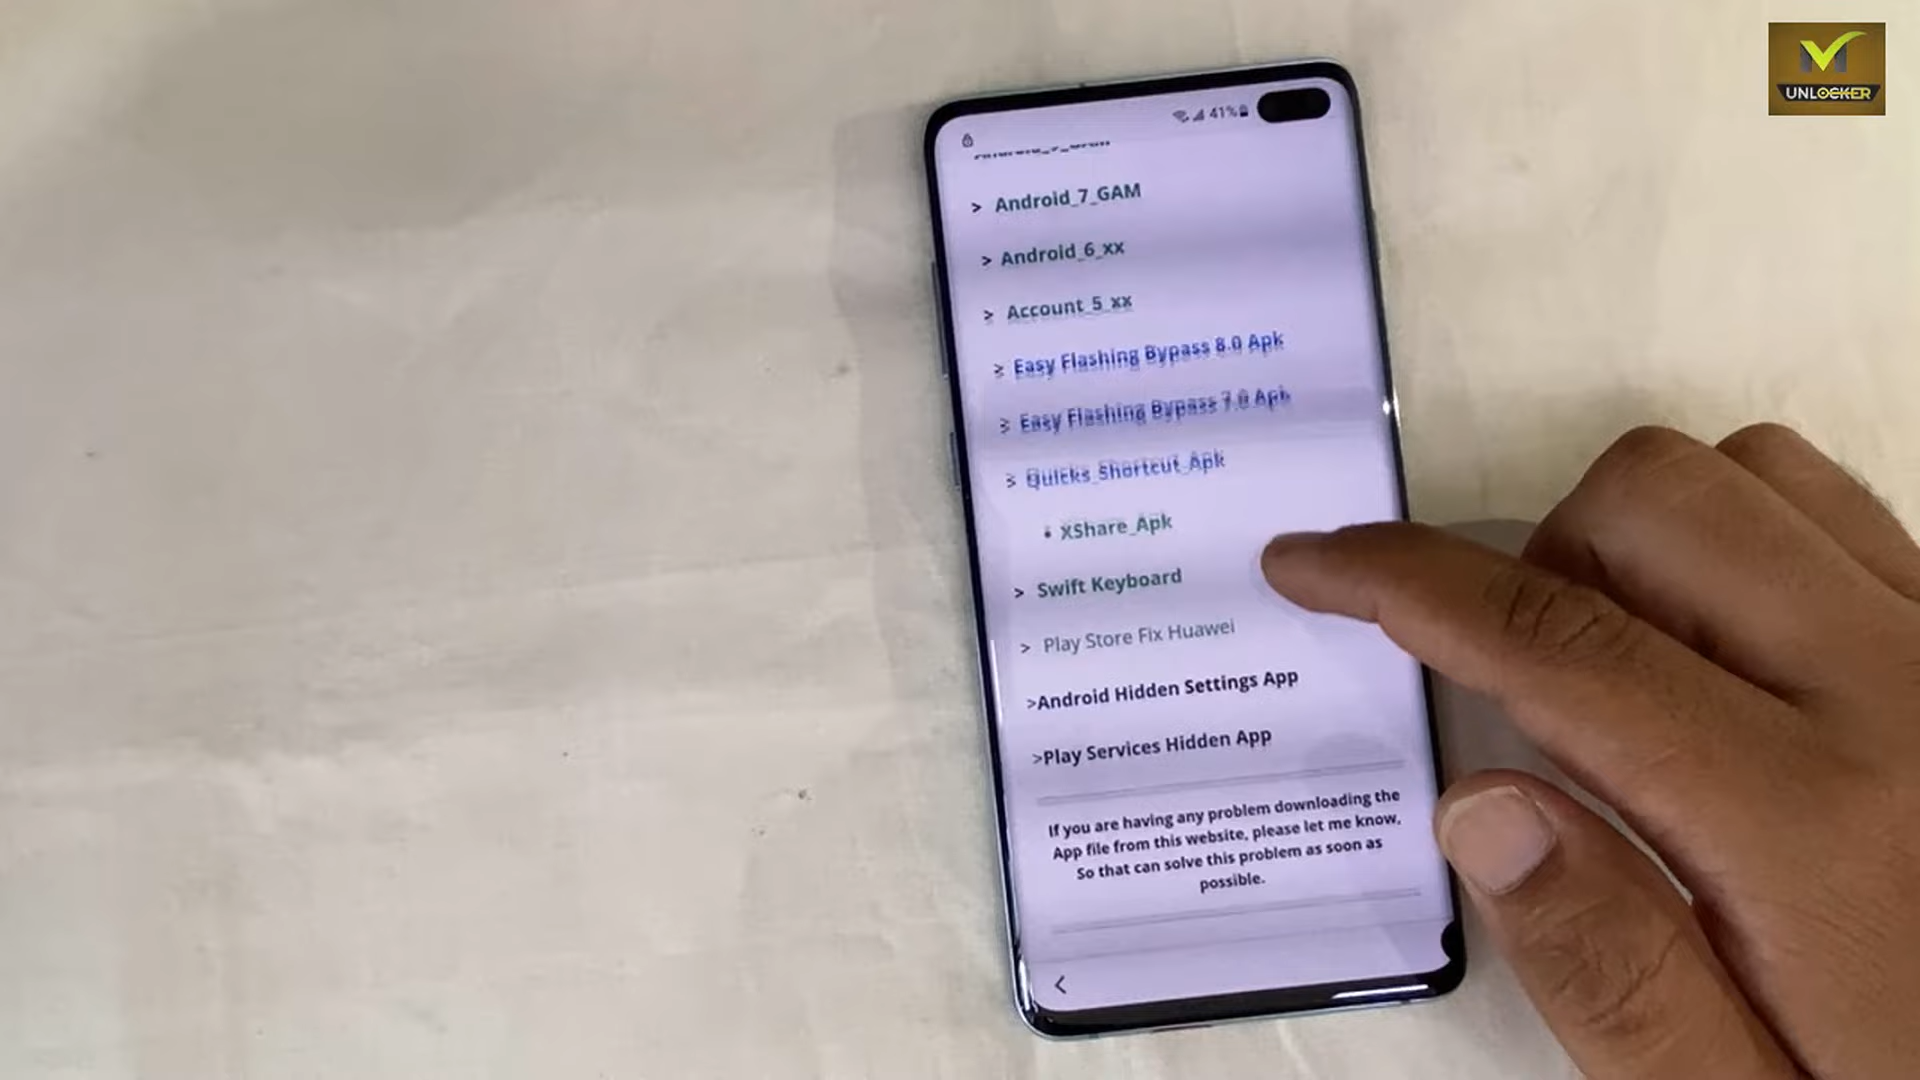 UNLOCKER
41%
> Android_7_GAM
> Android_6_xx
> Account_5_xx
> Easy Flashing Bypass 8.0 Apk
> Easy Flashing Bypass 7.0 Apk
> Quicks_Shortcut_Apk
• XShare_Apk
> Swift Keyboard
> Play Store Fix Huawei
>Android Hidden Settings App
>Play Services Hidden App
If you are having any problem downloading the
App file from this website, please let me know,
So that can solve this problem as soon as
possible.